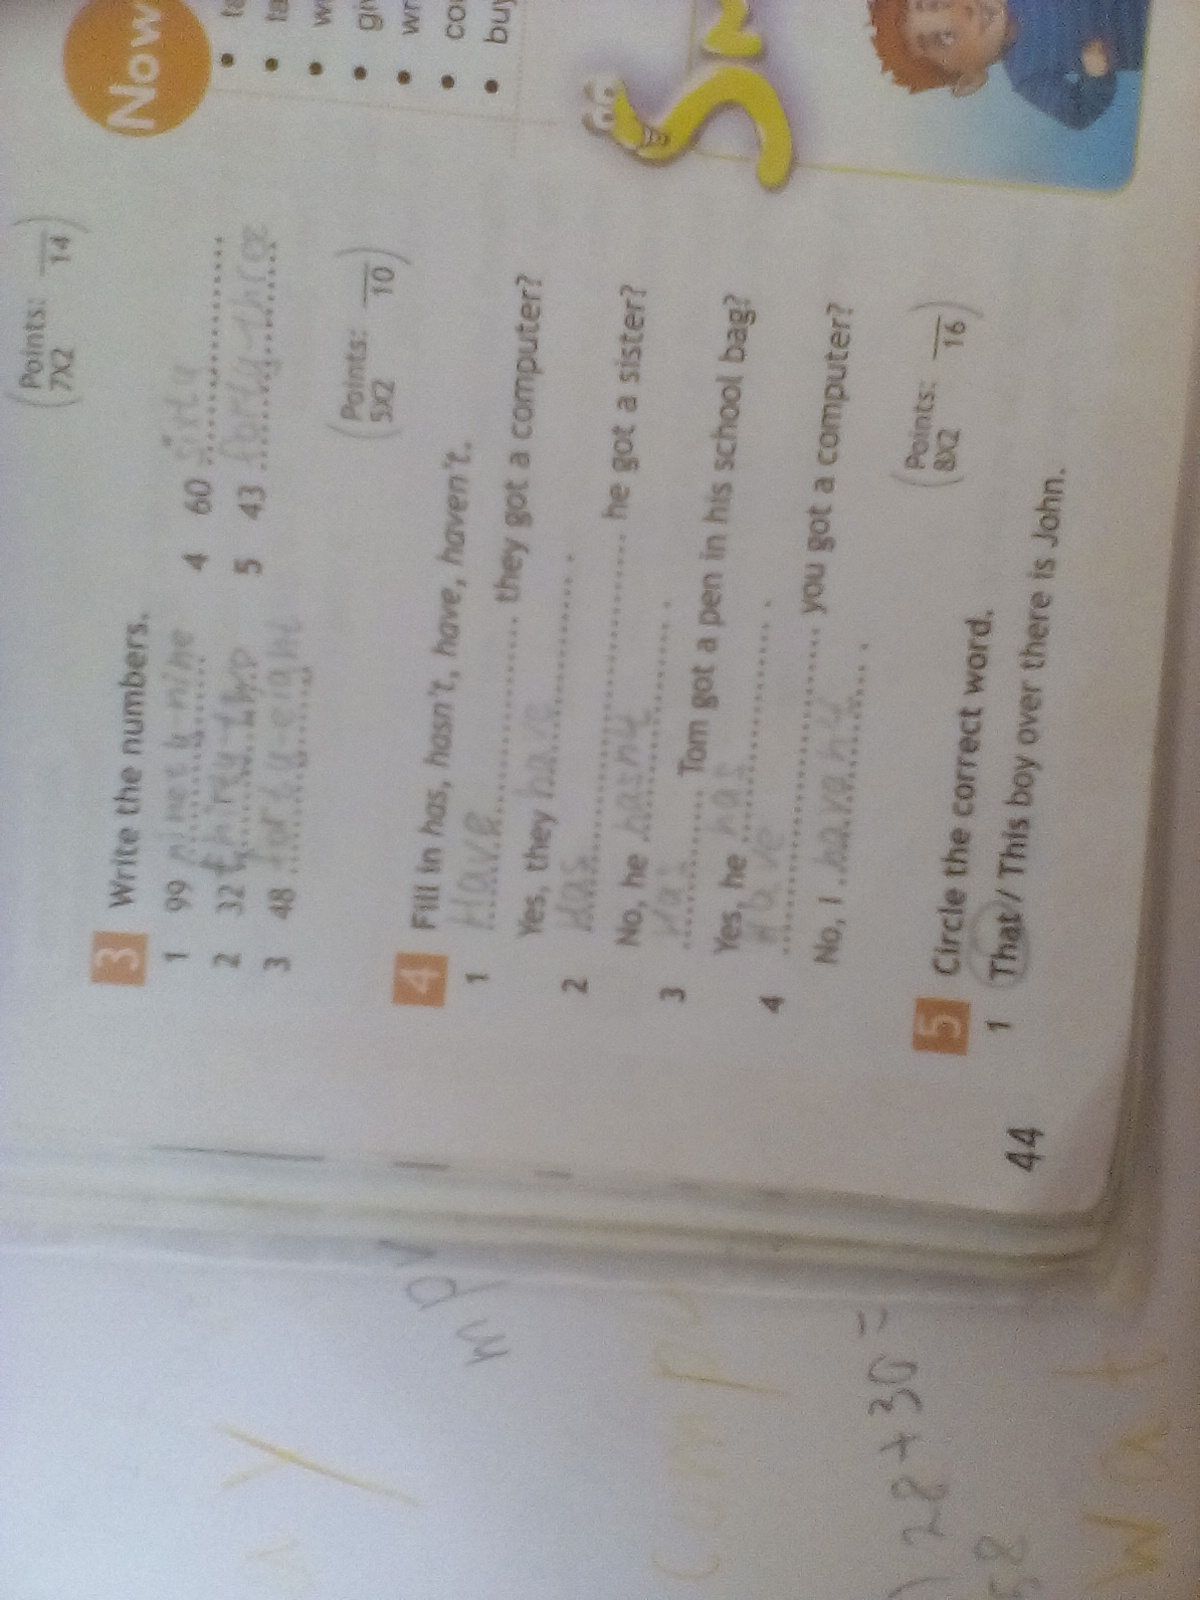 (Points: 
7X2 14)
3 Write the numbers.
1 99 ninety-nine
2 32 thirty-two
3 48 forty-eight
4 60 sixty
5 43 forty-three
(Points: 
5X2 10)
4 Fill in has, hasn't, have, haven't.
1 Have they got a computer?
Yes, they have.
2 Has he got a sister?
No, he hasn't.
3 Has Tom got a pen in his school bag?
Yes, he has.
4 Have you got a computer?
No, I
(Points: 
8X2 16)
5 Circle the correct word.
1 That / This boy over there is John.
44
Now
28+30=
58